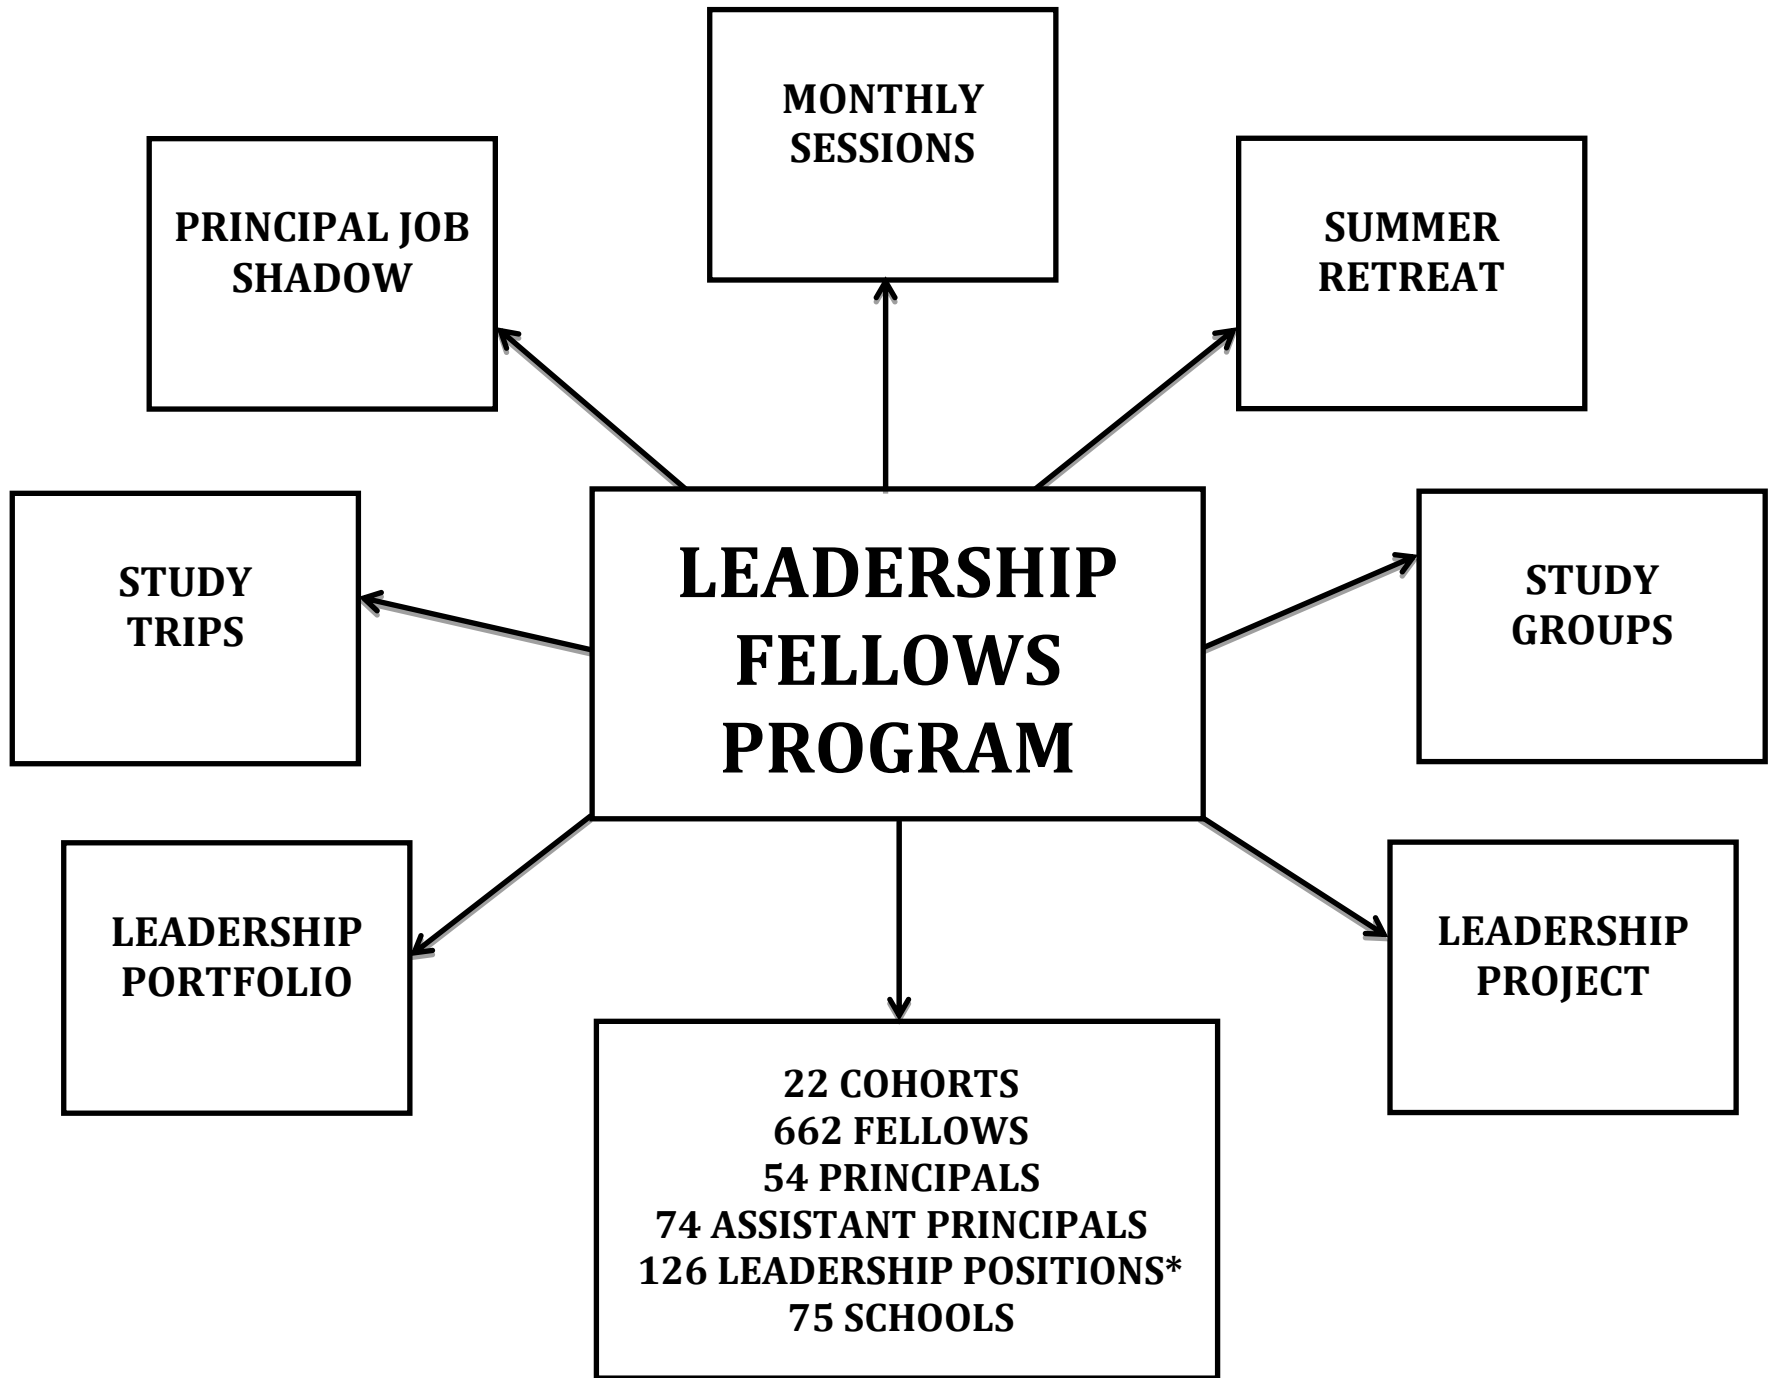 MONTHLY
SESSIONS
PRINCIPAL JOB
SHADOW
SUMMER
RETREAT
STUDY
TRIPS
LEADERSHIP
FELLOWS
PROGRAM
STUDY
GROUPS
LEADERSHIP
PORTFOLIO
LEADERSHIP
PROJECT
22 COHORTS
662 FELLOWS
54 PRINCIPALS
74 ASSISTANT PRINCIPALS
126 LEADERSHIP POSITIONS*
75 SCHOOLS